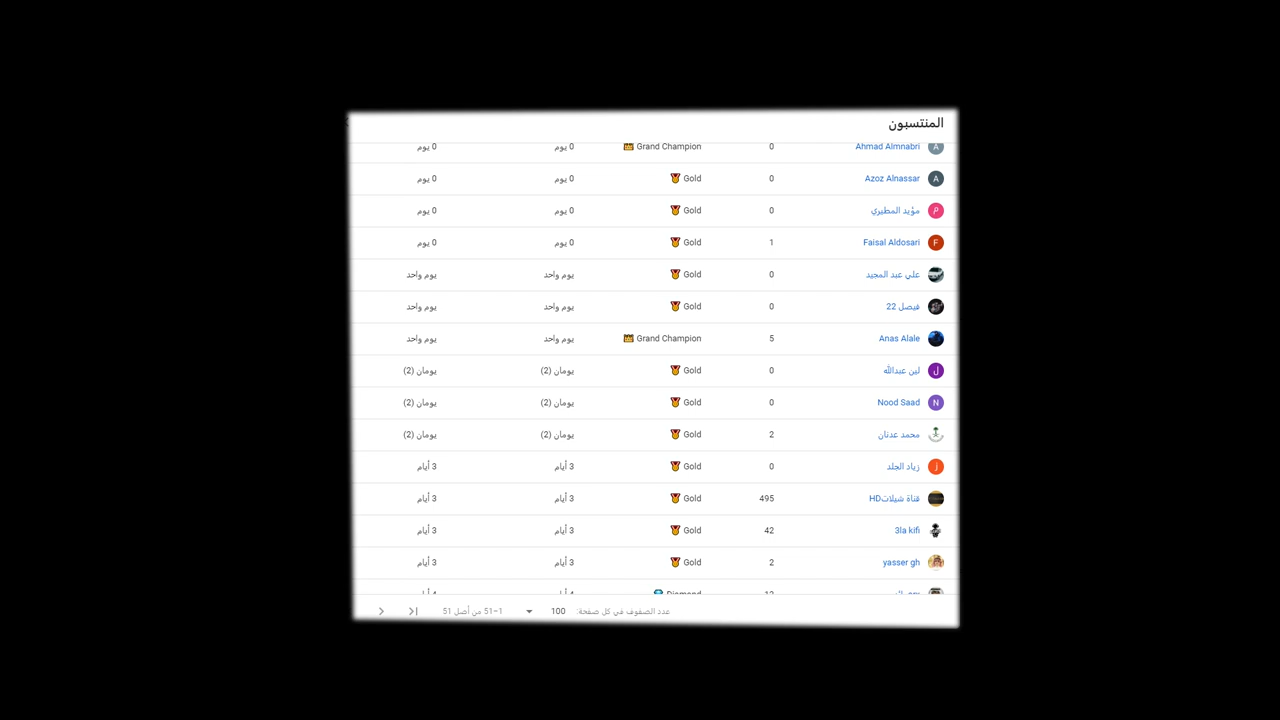 المنتسبون
Ahmad Almnabri 0 Grand Champion 0 يوم 0 يوم
A Azoz Alnassar 0 Gold 0 يوم 0 يوم
م مؤيد المطيري 0 Gold 0 يوم 0 يوم
F Faisal Aldosari 1 Gold 0 يوم 0 يوم
علي عبد المجيد 0 Gold يوم واحد يوم واحد
فيصل 22 0 Gold يوم واحد يوم واحد
Anas Alale 5 Grand Champion يوم واحد يوم واحد
ل لين عبدالله 0 Gold يومان (2) يومان (2)
N Nood Saad 0 Gold يومان (2) يومان (2)
محمد عدنان 2 Gold يومان (2) يومان (2)
ز زياد الجلد 0 Gold 3 أيام 3 أيام
قناة شيلاتHD 495 Gold 3 أيام 3 أيام
3la kifi 42 Gold 3 أيام 3 أيام
yasser gh 2 Gold 3 أيام 3 أيام
عدد الصفوف في كل صفحة: 100 1–51 من أصل 51